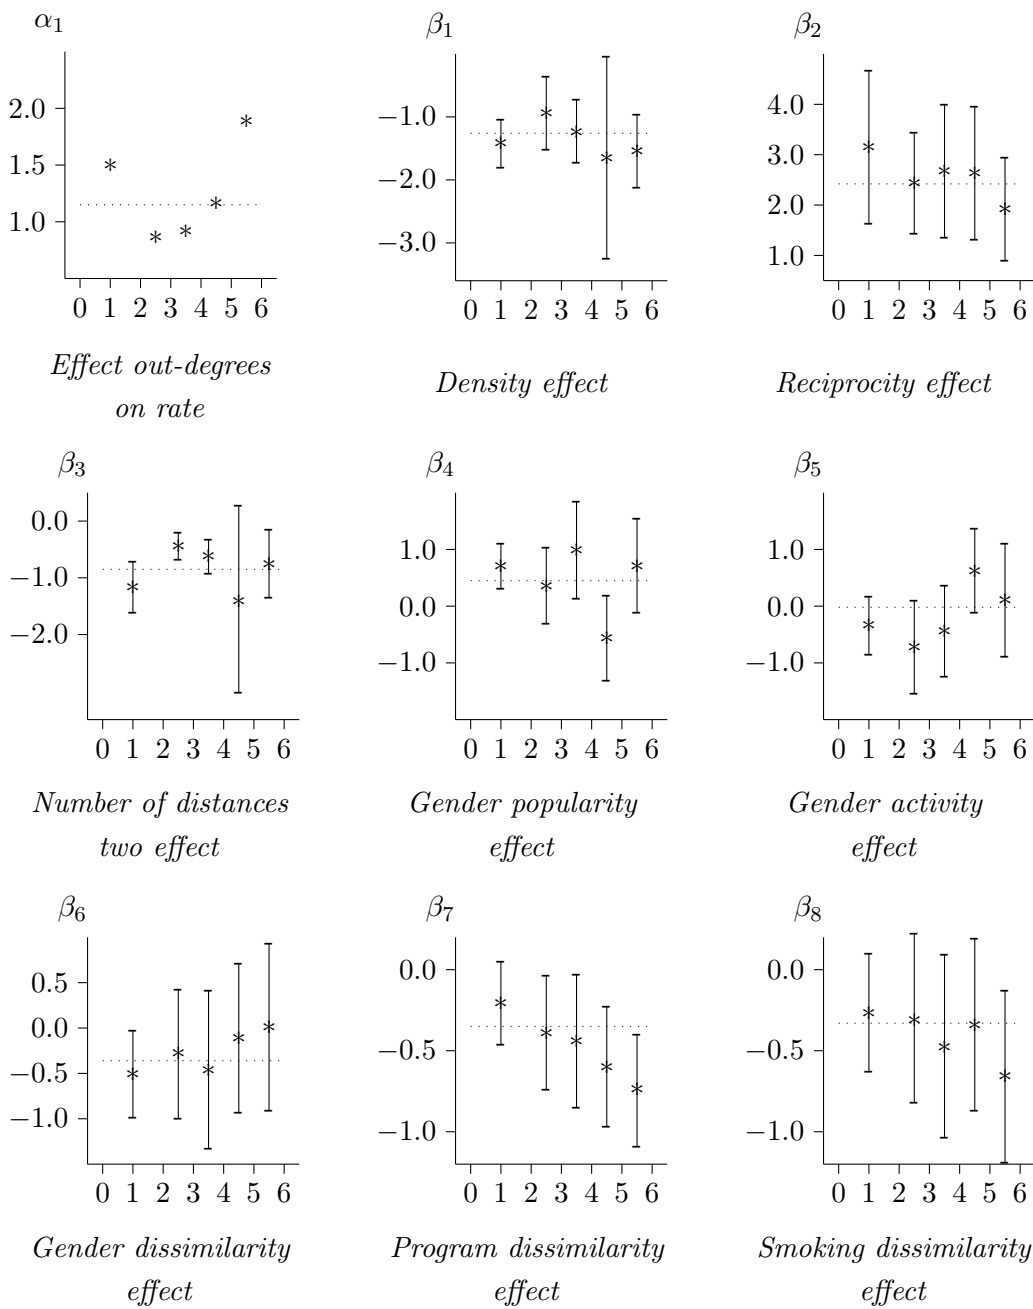 α1
2.0
1.5
1.0
0 1 2 3 4 5 6
Effect out-degrees
on rate
β1
−1.0
−2.0
−3.0
0 1 2 3 4 5 6
Density effect
β2
4.0
3.0
2.0
1.0
0 1 2 3 4 5 6
Reciprocity effect
β3
0.0
−1.0
−2.0
0 1 2 3 4 5 6
Number of distances
two effect
β4
1.0
0.0
−1.0
0 1 2 3 4 5 6
Gender popularity
effect
β5
1.0
0.0
−1.0
0 1 2 3 4 5 6
Gender activity
effect
β6
0.5
0.0
−0.5
−1.0
0 1 2 3 4 5 6
Gender dissimilarity
effect
β7
0.0
−0.5
−1.0
0 1 2 3 4 5 6
Program dissimilarity
effect
β8
0.0
−0.5
−1.0
0 1 2 3 4 5 6
Smoking dissimilarity
effect